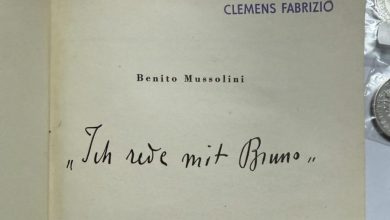 CLEMENS FABRIZIO
Benito Mussolini
„Ich rede mit Bruno„